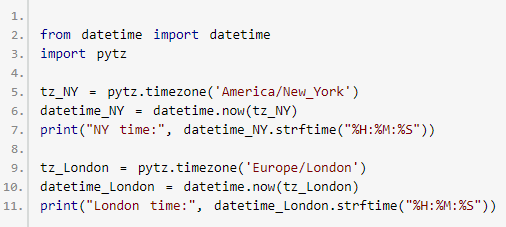 1.
2. from datetime import datetime
3. import pytz
4.
5. tz_NY = pytz.timezone('America/New_York')
6. datetime_NY = datetime.now(tz_NY)
7. print("NY time:", datetime_NY.strftime("%H:%M:%S"))
8.
9. tz_London = pytz.timezone('Europe/London')
10. datetime_London = datetime.now(tz_London)
11. print("London time:", datetime_London.strftime("%H:%M:%S"))